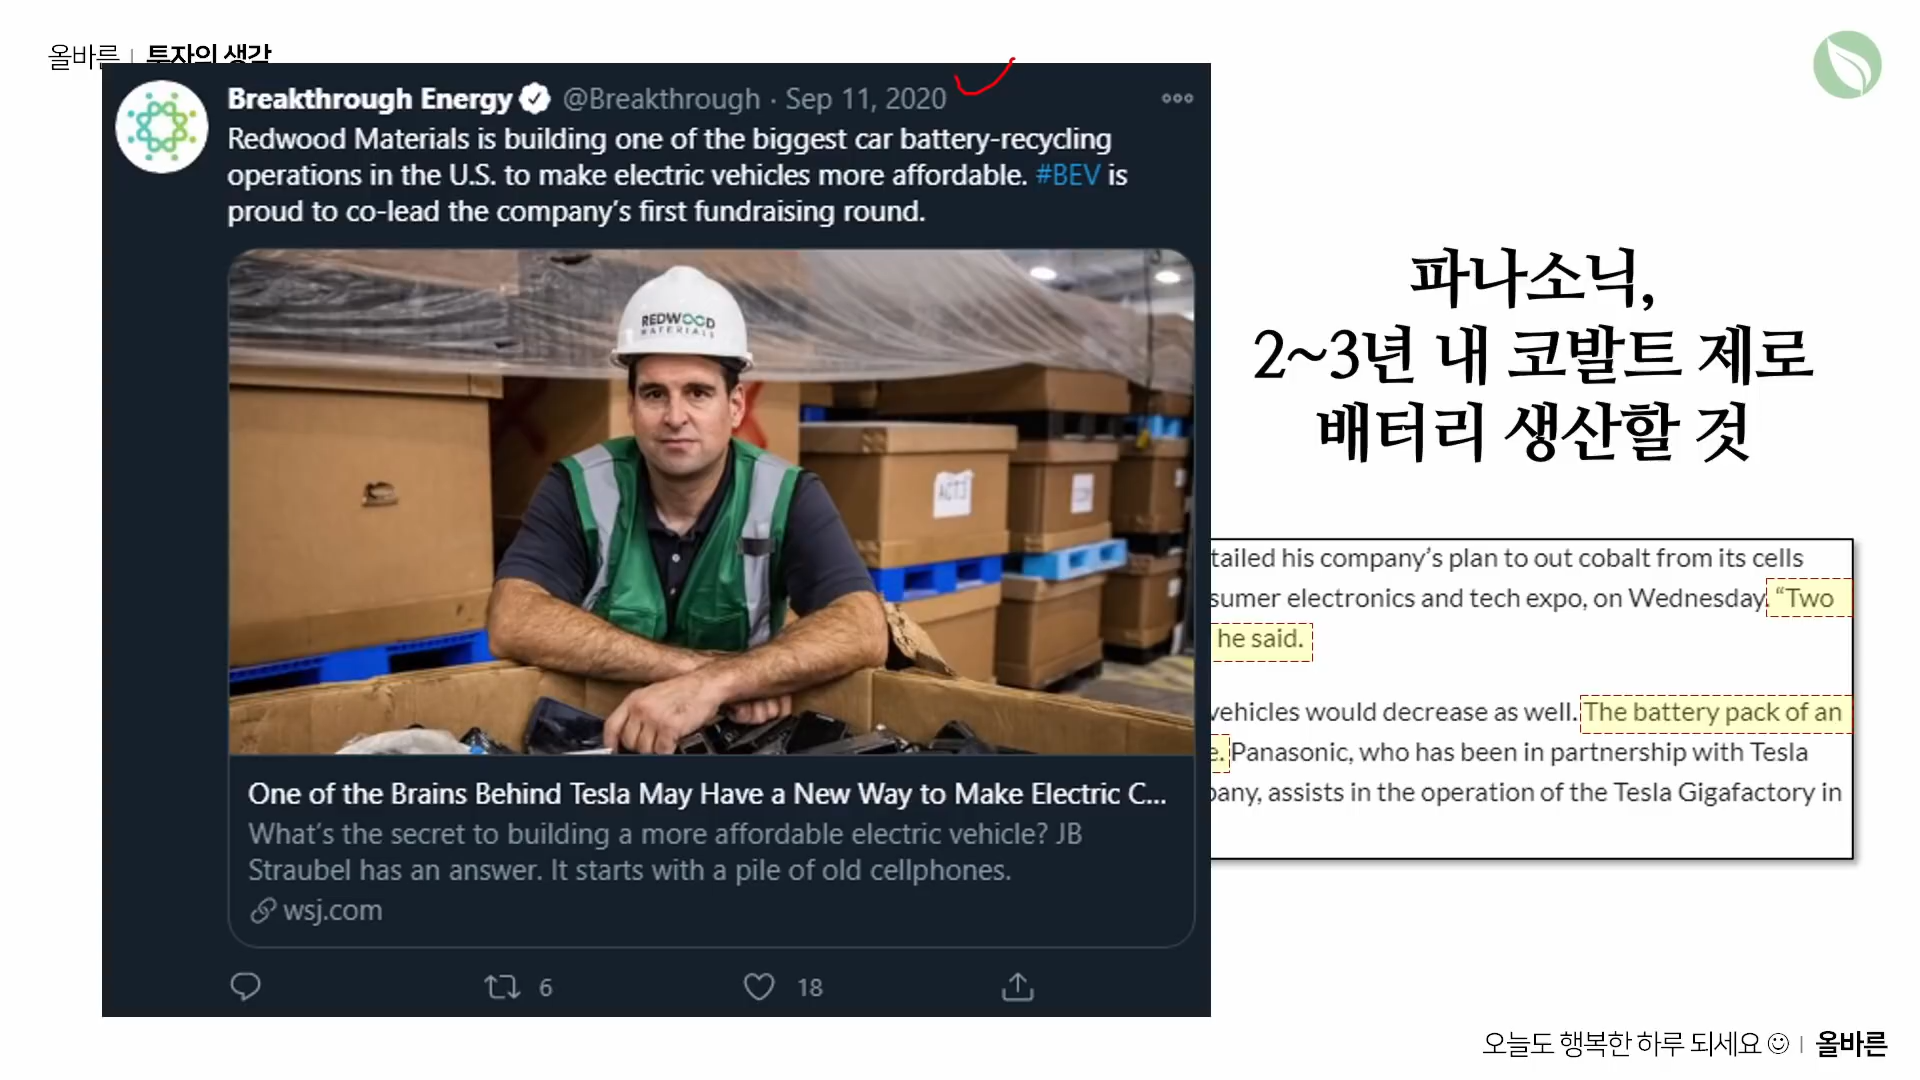 올바른 | 투자의 생각
Breakthrough Energy @Breakthrough · Sep 11, 2020
Redwood Materials is building one of the biggest car battery-recycling
operations in the U.S. to make electric vehicles more affordable. #BEV is
proud to co-lead the company's first fundraising round.
REDWOOD
MATERIALS
One of the Brains Behind Tesla May Have a New Way to Make Electric C...
What's the secret to building a more affordable electric vehicle? JB
Straubel has an answer. It starts with a pile of old cellphones.
wsj.com
6
18
파나소닉,
2~3년 내 코발트 제로
배터리 생산할 것
tailed his company's plan to out cobalt from its cells
sumer electronics and tech expo, on Wednesday. “Two
he said.
vehicles would decrease as well. The battery pack of an
e. Panasonic, who has been in partnership with Tesla
pany, assists in the operation of the Tesla Gigafactory in
오늘도 행복한 하루 되세요 ☺ | 올바른